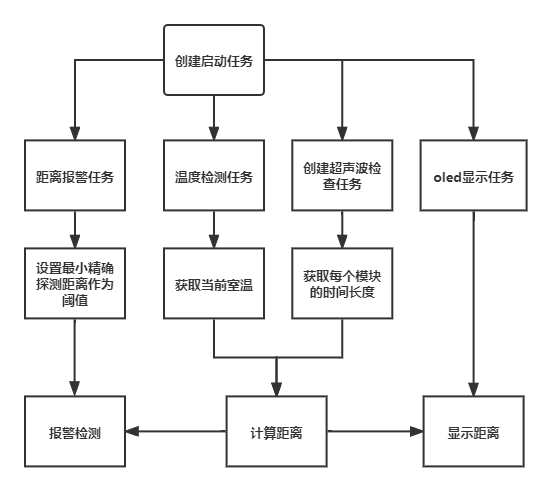 创建启动任务
距离报警任务
温度检测任务
创建超声波检
查任务
oled显示任务
设置最小精确
探测距离作为
阈值
获取当前室温
获取每个模块
的时间长度
报警检测
计算距离
显示距离